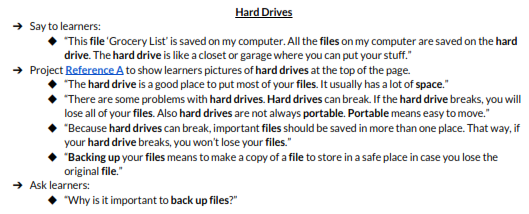 Hard Drives
➔ Say to learners:
◆ “This file ‘Grocery List’ is saved on my computer. All the files on my computer are saved on the hard
drive. The hard drive is like a closet or garage where you can put your stuff.”
➔ Project Reference A to show learners pictures of hard drives at the top of the page.
◆ “The hard drive is a good place to put most of your files. It usually has a lot of space.”
◆ “There are some problems with hard drives. Hard drives can break. If the hard drive breaks, you will
lose all of your files. Also hard drives are not always portable. Portable means easy to move.”
◆ “Because hard drives can break, important files should be saved in more than one place. That way, if
your hard drive breaks, you won’t lose your files.”
◆ “Backing up your files means to make a copy of a file to store in a safe place in case you lose the
original file.”
➔ Ask learners:
◆ “Why is it important to back up files?”